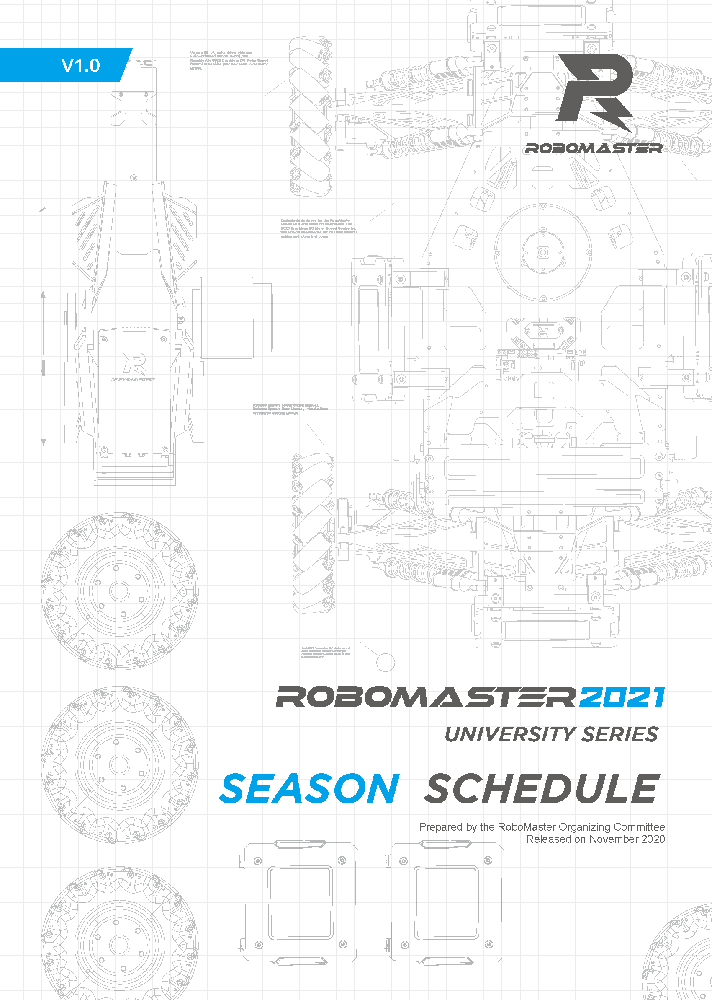 V1.0
Using a 32-bit motor driver chip and
Field-Oriented Control (FOC), the
RoboMaster C620 Brushless DC Motor Speed
Controller enables precise control over motor
torque.
ROBOMASTER
Exclusively designed for the RoboMaster
M3508 P19 Brushless DC Gear Motor and
C620 Brushless DC Motor Speed Controller,
this M3508 Accessories Kit includes several
cables and a terminal board.
ROBOMASTER
Referee System Specification Manual,
Referee System User Manual, Introductions
of Referee System Module
this M3508 Accessories Kit includes several
cables and a terminal board, creating a
complete propulsion system driven by four
independent motors.
ROBOMASTER2021
UNIVERSITY SERIES
SEASON SCHEDULE
Prepared by the RoboMaster Organizing Committee
Released on November 2020